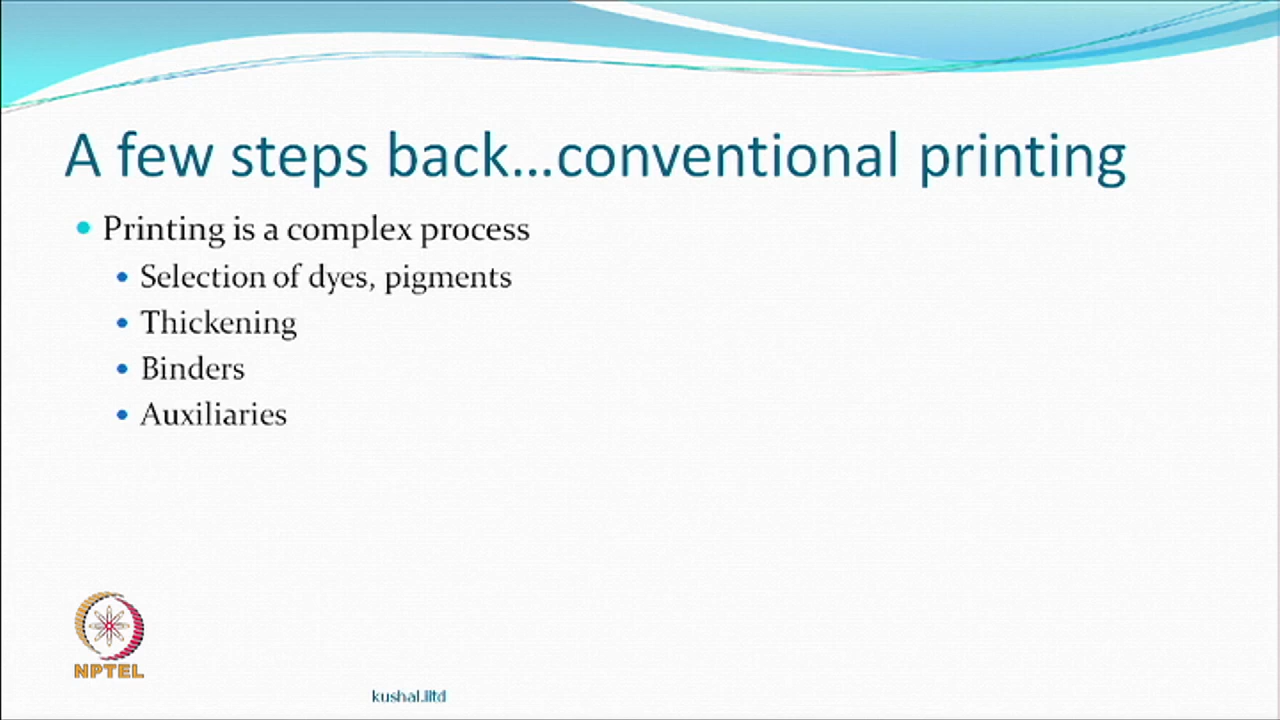 A few steps back...conventional printing
Printing is a complex process
Selection of dyes, pigments
Thickening
Binders
Auxiliaries
NPTEL
kushal.iitd